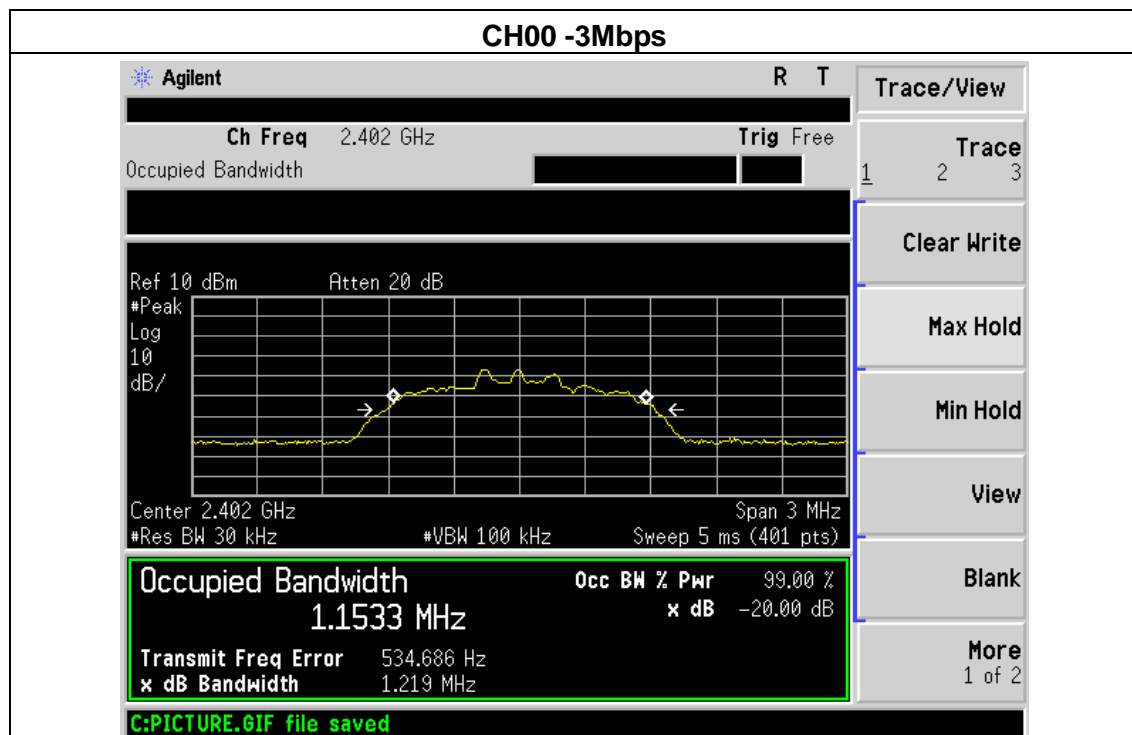 CH00 -3Mbps
Agilent R T
Ch Freq 2.402 GHz Trig Free
Occupied Bandwidth
Ref 10 dBm Atten 20 dB
#Peak
Log
10
dB/
Center 2.402 GHz Span 3 MHz
#Res BW 30 kHz #VBW 100 kHz Sweep 5 ms (401 pts)
Occupied Bandwidth
1.1533 MHz
Occ BW % Pwr 99.00 %
x dB -20.00 dB
Transmit Freq Error 534.686 Hz
x dB Bandwidth 1.219 MHz
C:PICTURE.GIF file saved
Trace/View
Trace
1 2 3
Clear Write
Max Hold
Min Hold
View
Blank
More
1 of 2